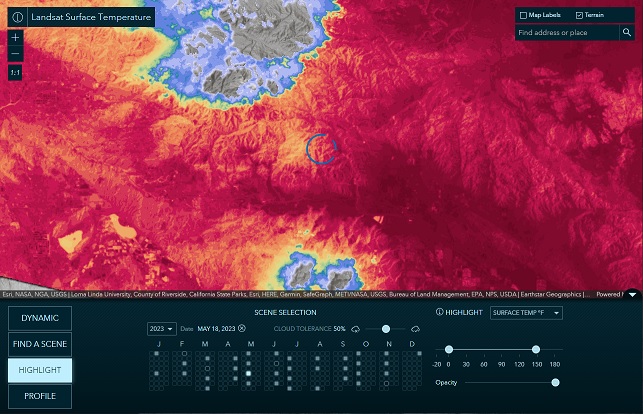 Landsat Surface Temperature
Map Labels
Terrain
Find address or place
+
−
1:1
Esri, NASA, NGA, USGS | Loma Linda University, County of Riverside, California State Parks, Esri, HERE, Garmin, SafeGraph, METI/NASA, USGS, Bureau of Land Management, EPA, NPS, USDA | Earthstar Geographics | ... Powered
DYNAMIC
FIND A SCENE
HIGHLIGHT
PROFILE
SCENE SELECTION
2023 Date MAY 18, 2023 CLOUD TOLERANCE 50%
J F M A M J J A S O N D
HIGHLIGHT SURFACE TEMP °F
-20 0 30 60 90 120 150 180
Opacity